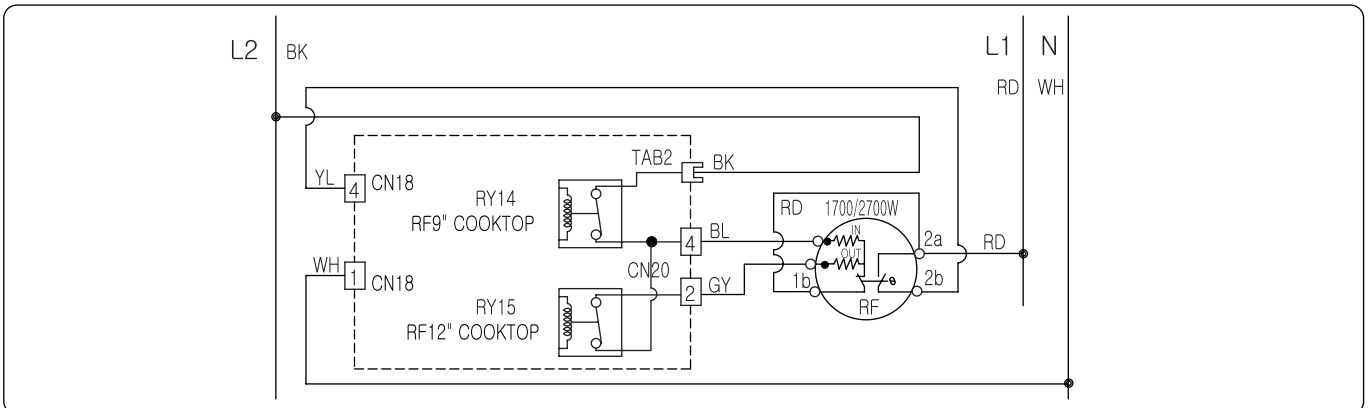 L2 BK
L1 N
RD WH
TAB2 BK
YL 4 CN18
RY14
RF9" COOKTOP
RD 1700/2700W
BL
IN
4
2a RD
OUT
WH 1 CN18
CN20
2 GY
1b 2b
θ
RY15
RF12" COOKTOP
RF